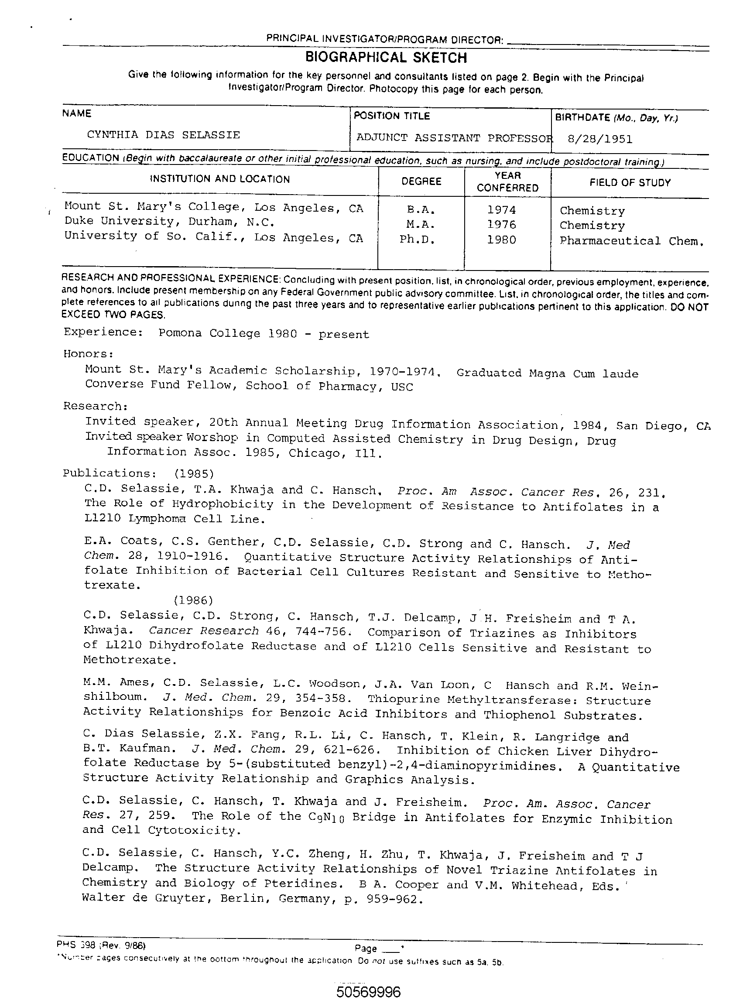 PRINCIPAL INVESTIGATOR/PROGRAM DIRECTOR:
BIOGRAPHICAL SKETCH
Give the following information for the key personnel and consultants listed on page 2. Begin with the Principal
Investigator/Program Director. Photocopy this page for each person.
NAME POSITION TITLE BIRTHDATE (Mo., Day, Yr.)
CYNTHIA DIAS SELASSIE ADJUNCT ASSISTANT PROFESSOR 8/28/1951
EDUCATION (Begin with baccalaureate or other initial professional education, such as nursing, and include postdoctoral training.)
INSTITUTION AND LOCATION DEGREE YEAR CONFERRED FIELD OF STUDY
Mount St. Mary's College, Los Angeles, CA B.A. 1974 Chemistry
Duke University, Durham, N.C. M.A. 1976 Chemistry
University of So. Calif., Los Angeles, CA Ph.D. 1980 Pharmaceutical Chem.
RESEARCH AND PROFESSIONAL EXPERIENCE: Concluding with present position, list, in chronological order, previous employment, experience,
and honors. Include present membership on any Federal Government public advisory committee. List, in chronological order, the titles and com-
plete references to all publications during the past three years and to representative earlier publications pertinent to this application. DO NOT
EXCEED TWO PAGES.
Experience: Pomona College 1980 - present
Honors:
Mount St. Mary's Academic Scholarship, 1970-1974, Graduated Magna Cum laude
Converse Fund Fellow, School of Pharmacy, USC
Research:
Invited speaker, 20th Annual Meeting Drug Information Association, 1984, San Diego, CA
Invited speaker Worshop in Computed Assisted Chemistry in Drug Design, Drug
Information Assoc. 1985, Chicago, Ill.
Publications: (1985)
C.D. Selassie, T.A. Khwaja and C. Hansch, Proc. Am Assoc. Cancer Res. 26, 231.
The Role of Hydrophobicity in the Development of Resistance to Antifolates in a
L1210 Lymphoma Cell Line.
E.A. Coats, C.S. Genther, C.D. Selassie, C.D. Strong and C. Hansch. J. Med
Chem. 28, 1910-1916. Quantitative Structure Activity Relationships of Anti-
folate Inhibition of Bacterial Cell Cultures Resistant and Sensitive to Metho-
trexate.
(1986)
C.D. Selassie, C.D. Strong, C. Hansch, T.J. Delcamp, J H. Freisheim and T A.
Khwaja. Cancer Research 46, 744-756. Comparison of Triazines as Inhibitors
of L1210 Dihydrofolate Reductase and of L1210 Cells Sensitive and Resistant to
Methotrexate.
M.M. Ames, C.D. Selassie, L.C. Woodson, J.A. Van Loon, C Hansch and R.M. Wein-
shilboum. J. Med. Chem. 29, 354-358. Thiopurine Methyltransferase: Structure
Activity Relationships for Benzoic Acid Inhibitors and Thiophenol Substrates.
C. Dias Selassie, Z.X. Fang, R.L. Li, C. Hansch, T. Klein, R. Langridge and
B.T. Kaufman. J. Med. Chem. 29, 621-626. Inhibition of Chicken Liver Dihydro-
folate Reductase by 5-(substituted benzyl)-2,4-diaminopyrimidines. A Quantitative
Structure Activity Relationship and Graphics Analysis.
C.D. Selassie, C. Hansch, T. Khwaja and J. Freisheim. Proc. Am. Assoc. Cancer
Res. 27, 259. The Role of the C9N10 Bridge in Antifolates for Enzymic Inhibition
and Cell Cytotoxicity.
C.D. Selassie, C. Hansch, Y.C. Zheng, H. Zhu, T. Khwaja, J. Freisheim and T J
Delcamp. The Structure Activity Relationships of Novel Triazine Antifolates in
Chemistry and Biology of Pteridines. B A. Cooper and V.M. Whitehead, Eds.
Walter de Gruyter, Berlin, Germany, p. 959-962.
PHS 398 (Rev. 9/86) Page ___*
*Number pages consecutively at the bottom throughout the application. Do not use suffixes such as 5a, 5b.
50569996